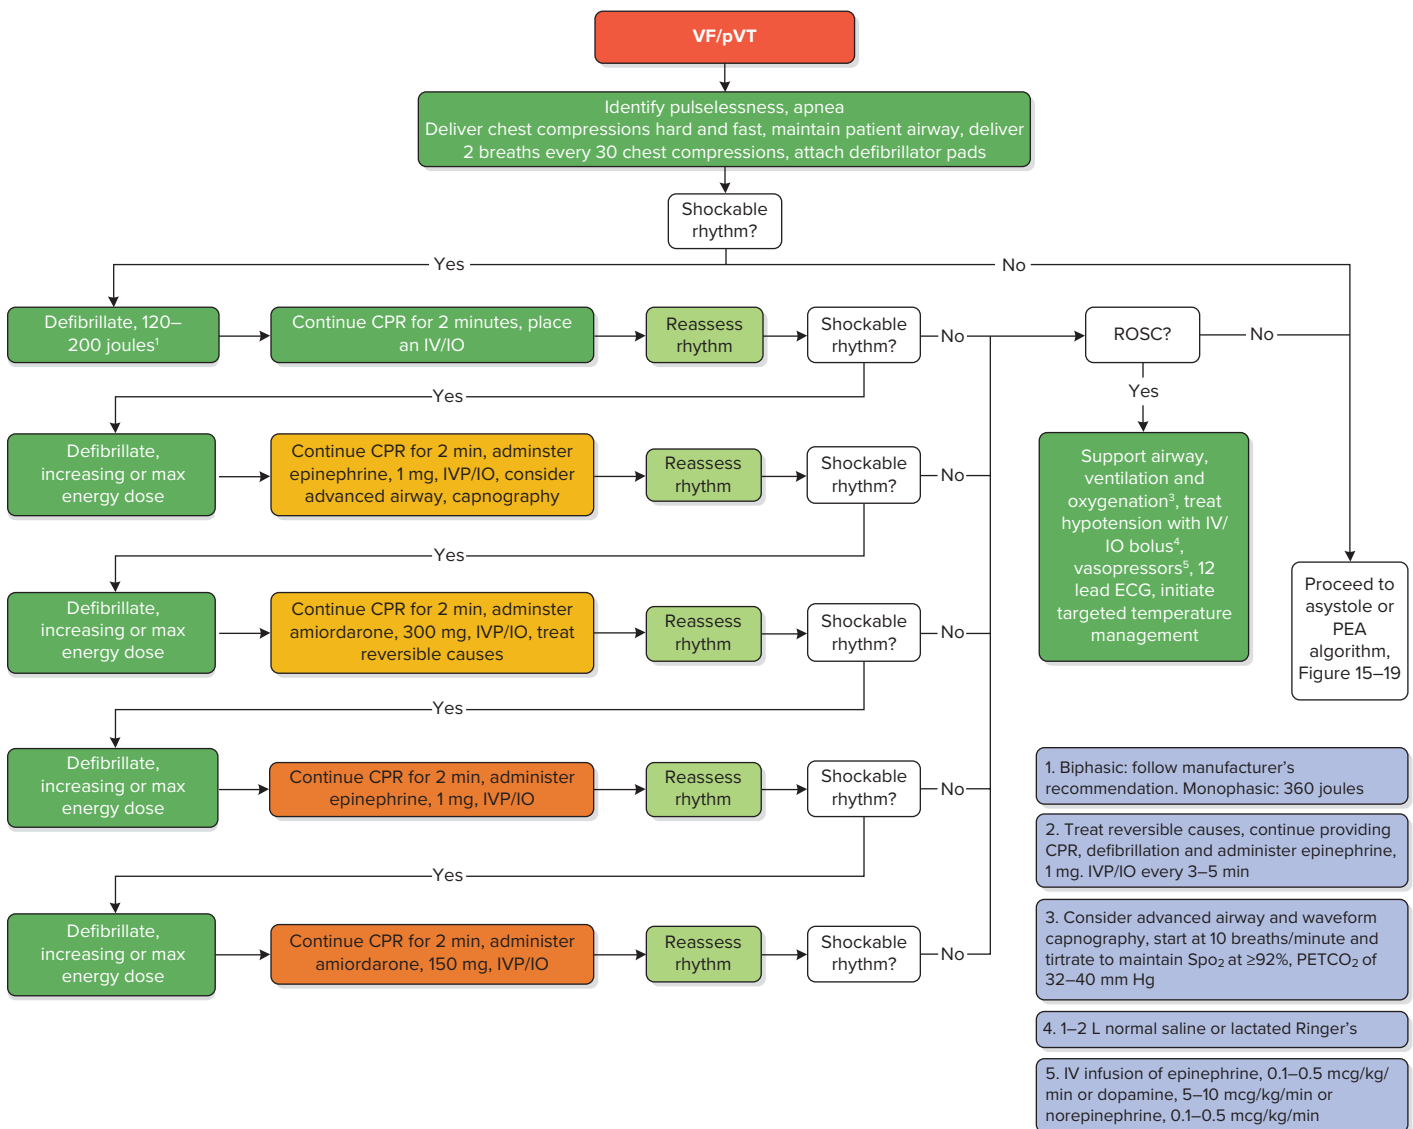 VF/pVT
Identify pulselessness, apnea
Deliver chest compressions hard and fast, maintain patient airway, deliver
2 breaths every 30 chest compressions, attach defibrillator pads
Shockable
rhythm?
Yes
No
Defibrillate, 120–
200 joules¹
Continue CPR for 2 minutes, place
an IV/IO
Reassess
rhythm
Shockable
rhythm?
No
ROSC?
No
Yes
Yes
Defibrillate,
increasing or max
energy dose
Continue CPR for 2 min, adminster
epinephrine, 1 mg, IVP/IO, consider
advanced airway, capnography
Reassess
rhythm
Shockable
rhythm?
No
Support airway,
ventilation and
oxygenation³, treat
hypotension with IV/
IO bolus⁴,
vasopressors⁵, 12
lead ECG, initiate
targeted temperature
management
Proceed to
asystole or
PEA
algorithm,
Figure 15–19
Yes
Defibrillate,
increasing or max
energy dose
Continue CPR for 2 min, adminster
amiordarone, 300 mg, IVP/IO, treat
reversible causes
Reassess
rhythm
Shockable
rhythm?
No
Yes
Defibrillate,
increasing or max
energy dose
Continue CPR for 2 min, administer
epinephrine, 1 mg, IVP/IO
Reassess
rhythm
Shockable
rhythm?
No
Yes
Defibrillate,
increasing or max
energy dose
Continue CPR for 2 min, administer
amiordarone, 150 mg, IVP/IO
Reassess
rhythm
Shockable
rhythm?
No
1. Biphasic: follow manufacturer’s
recommendation. Monophasic: 360 joules
2. Treat reversible causes, continue providing
CPR, defibrillation and administer epinephrine,
1 mg. IVP/IO every 3–5 min
3. Consider advanced airway and waveform
capnography, start at 10 breaths/minute and
tirtrate to maintain Spo₂ at ≥92%, PETCO₂ of
32–40 mm Hg
4. 1–2 L normal saline or lactated Ringer’s
5. IV infusion of epinephrine, 0.1–0.5 mcg/kg/
min or dopamine, 5–10 mcg/kg/min or
norepinephrine, 0.1–0.5 mcg/kg/min